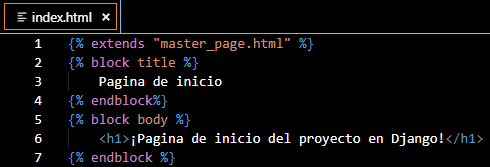 index.html
1 {% extends "master_page.html" %}
2 {% block title %}
3 Pagina de inicio
4 {% endblock%}
5 {% block body %}
6 <h1>¡Pagina de inicio del proyecto en Django!</h1>
7 {% endblock %}